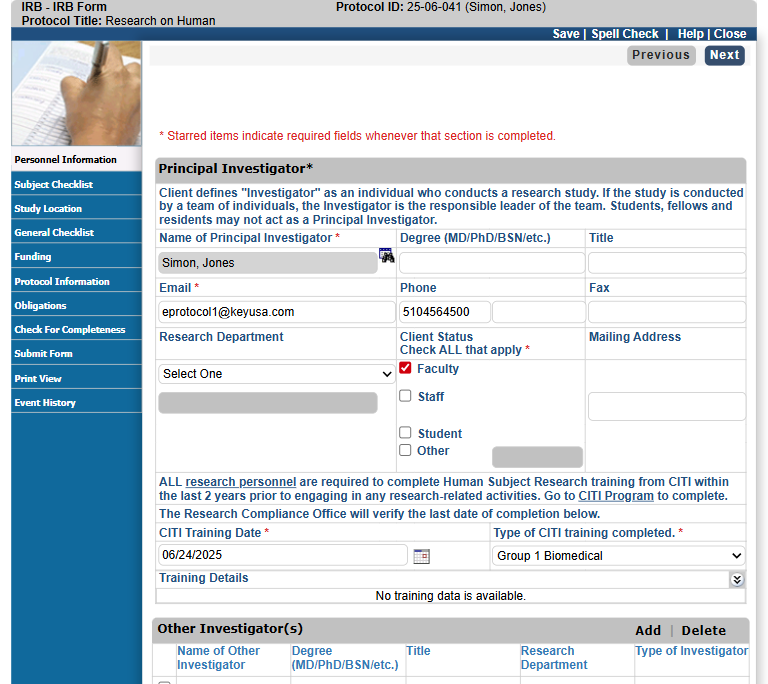 IRB - IRB Form
Protocol ID: 25-06-041 (Simon, Jones)
Protocol Title: Research on Human
Save | Spell Check | Help | Close
Previous Next
* Starred items indicate required fields whenever that section is completed.
Personnel Information
Subject Checklist
Study Location
General Checklist
Funding
Protocol Information
Obligations
Check For Completeness
Submit Form
Print View
Event History
Principal Investigator*
Client defines "Investigator" as an individual who conducts a research study. If the study is conducted
by a team of individuals, the Investigator is the responsible leader of the team. Students, fellows and
residents may not act as a Principal Investigator.
Name of Principal Investigator *
Degree (MD/PhD/BSN/etc.)
Title
Simon, Jones
Email *
Phone
Fax
eprotocol1@keyusa.com
5104564500
Research Department
Client Status
Check ALL that apply *
Mailing Address
Select One
Faculty
Staff
Student
Other
ALL research personnel are required to complete Human Subject Research training from CITI within
the last 2 years prior to engaging in any research-related activities. Go to CITI Program to complete.
The Research Compliance Office will verify the last date of completion below.
CITI Training Date *
Type of CITI training completed. *
06/24/2025
Group 1 Biomedical
Training Details
No training data is available.
Other Investigator(s)
Add | Delete
Name of Other
Investigator
Degree
(MD/PhD/BSN/etc.)
Title
Research
Department
Type of Investigator